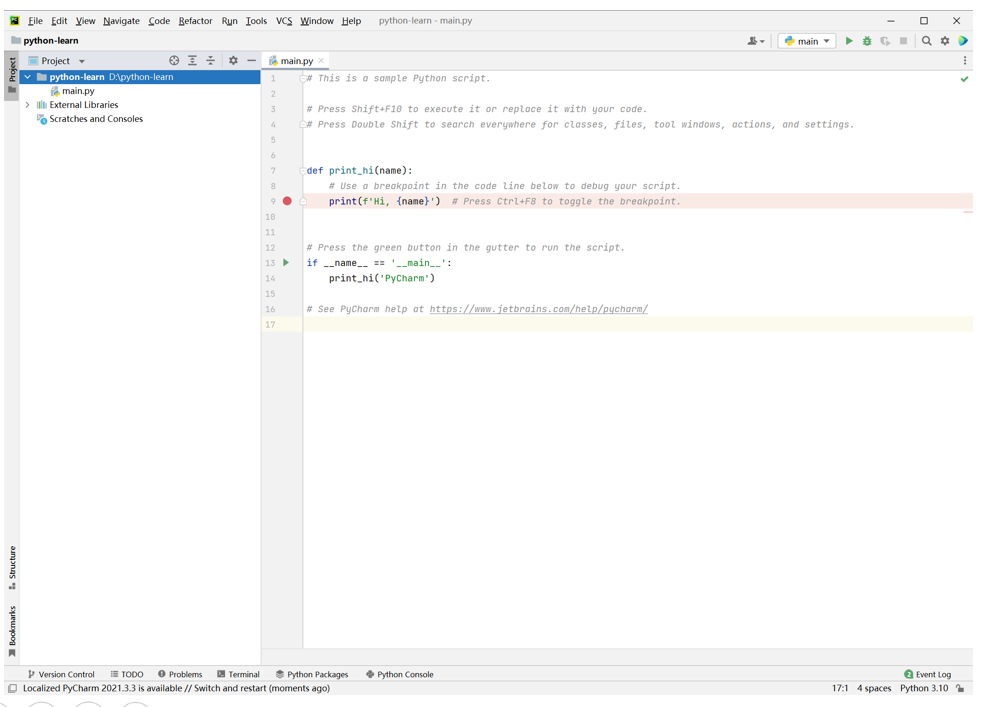 File Edit View Navigate Code Refactor Run Tools VCS Window Help python-learn - main.py
python-learn
main
Project
Project
main.py
python-learn D:\python-learn
main.py
External Libraries
Scratches and Consoles
1 # This is a sample Python script.
2
3 # Press Shift+F10 to execute it or replace it with your code.
4 # Press Double Shift to search everywhere for classes, files, tool windows, actions, and settings.
5
6
7 def print_hi(name):
8 # Use a breakpoint in the code line below to debug your script.
9 print(f'Hi, {name}') # Press Ctrl+F8 to toggle the breakpoint.
10
11
12 # Press the green button in the gutter to run the script.
13 if __name__ == '__main__':
14 print_hi('PyCharm')
15
16 # See PyCharm help at https://www.jetbrains.com/help/pycharm/
17
Structure
Bookmarks
Version Control TODO Problems Terminal Python Packages Python Console 2 Event Log
Localized PyCharm 2021.3.3 is available // Switch and restart (moments ago) 17:1 4 spaces Python 3.10